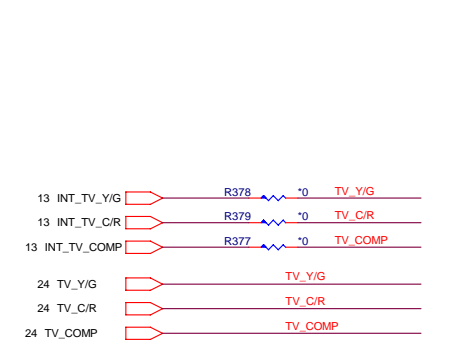 13 INT_TV_Y/G R378 *0 TV_Y/G
13 INT_TV_C/R R379 *0 TV_C/R
13 INT_TV_COMP R377 *0 TV_COMP
24 TV_Y/G TV_Y/G
24 TV_C/R TV_C/R
24 TV_COMP TV_COMP